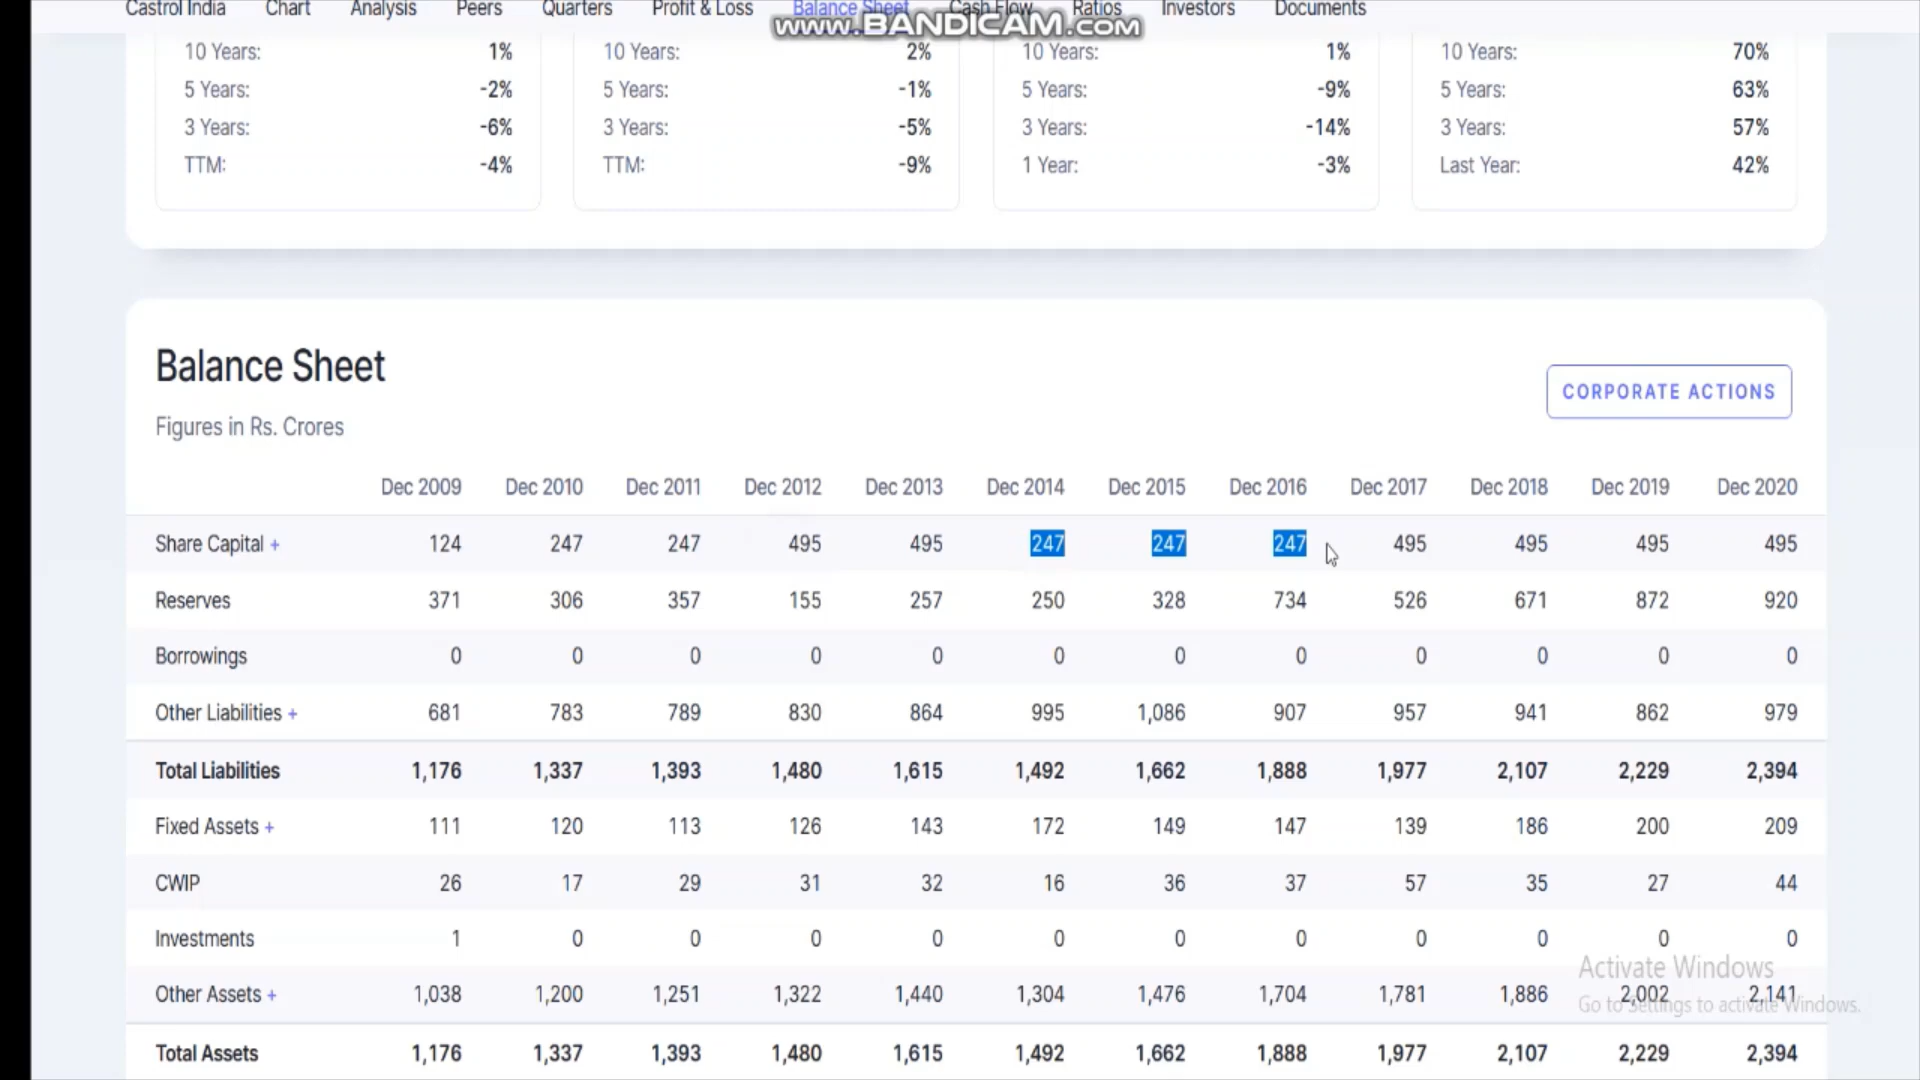 Castrol India Chart Analysis Peers Quarters Profit & Loss Balance Sheet Cash Flow Ratios Investors Documents
www.BANDICAM.com
10 Years: 1% 10 Years: 2% 10 Years: 1% 10 Years: 70%
5 Years: -2% 5 Years: -1% 5 Years: -9% 5 Years: 63%
3 Years: -6% 3 Years: -5% 3 Years: -14% 3 Years: 57%
TTM: -4% TTM: -9% 1 Year: -3% Last Year: 42%
Balance Sheet
CORPORATE ACTIONS
Figures in Rs. Crores
Dec 2009 Dec 2010 Dec 2011 Dec 2012 Dec 2013 Dec 2014 Dec 2015 Dec 2016 Dec 2017 Dec 2018 Dec 2019 Dec 2020
Share Capital + 124 247 247 495 495 247 247 247 495 495 495 495
Reserves 371 306 357 155 257 250 328 734 526 671 872 920
Borrowings 0 0 0 0 0 0 0 0 0 0 0 0
Other Liabilities + 681 783 789 830 864 995 1,086 907 957 941 862 979
Total Liabilities 1,176 1,337 1,393 1,480 1,615 1,492 1,662 1,888 1,977 2,107 2,229 2,394
Fixed Assets + 111 120 113 126 143 172 149 147 139 186 200 209
CWIP 26 17 29 31 32 16 36 37 57 35 27 44
Investments 1 0 0 0 0 0 0 0 0 0 0 0
Activate Windows
Other Assets + 1,038 1,200 1,251 1,322 1,440 1,304 1,476 1,704 1,781 1,886 2,002 2,141
Go to Settings to activate Windows.
Total Assets 1,176 1,337 1,393 1,480 1,615 1,492 1,662 1,888 1,977 2,107 2,229 2,394